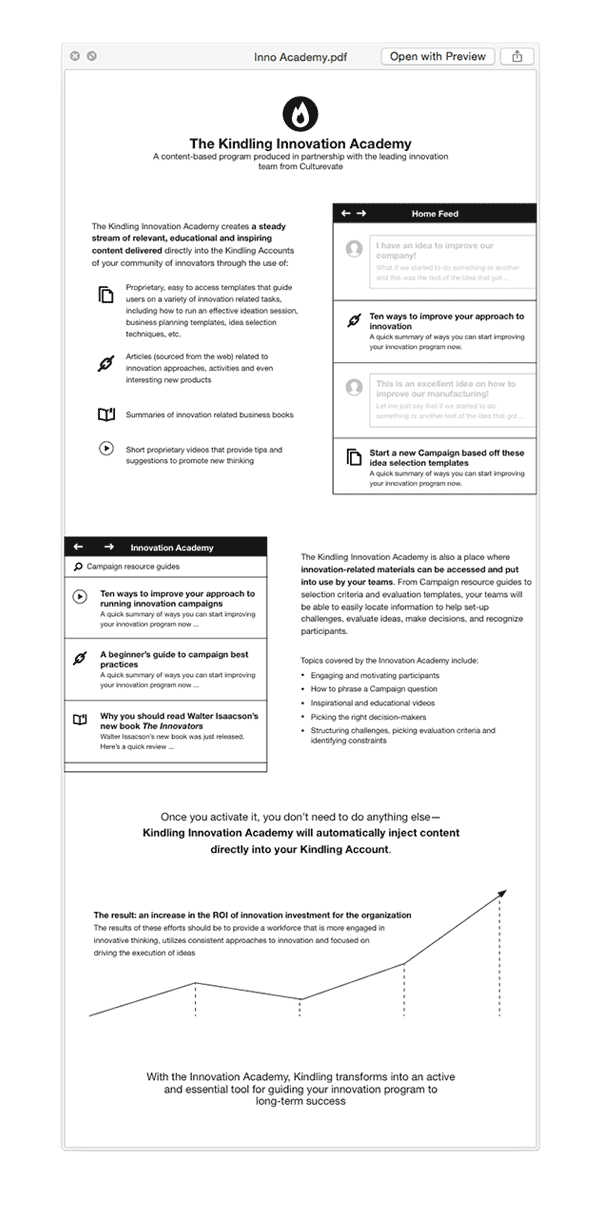 Inno Academy.pdf
Open with Preview
The Kindling Innovation Academy
A content-based program produced in partnership with the leading innovation
team from Culturevate
The Kindling Innovation Academy creates a steady
stream of relevant, educational and inspiring
content delivered directly into the Kindling Accounts
of your community of innovators through the use of:
Proprietary, easy to access templates that guide
users on a variety of innovation related tasks,
including how to run an effective ideation session,
business planning templates, idea selection
techniques, etc.
Articles (sourced from the web) related to
innovation approaches, activities and even
interesting new products
Summaries of innovation related business books
Short proprietary videos that provide tips and
suggestions to promote new thinking
Home Feed
I have an idea to improve our
company!
What if we started to do something or another
and this was the text of the idea that got ...
Ten ways to improve your approach to
innovation
A quick summary of ways you can start improving
your innovation program now.
This is an excellent idea on how to
improve our manufacturing!
Let me just say that if we started to do
something or another text of the idea that got ...
Start a new Campaign based off these
idea selection templates
A quick summary of ways you can start improving
your innovation program now.
Innovation Academy
Campaign resource guides
Ten ways to improve your approach to
running innovation campaigns
A quick summary of ways you can start improving
your innovation program now ...
A beginner's guide to campaign best
practices
A quick summary of ways you can start improving
your innovation program now ...
Why you should read Walter Isaacson's
new book The Innovators
Walter Issacson's new book was just released.
Here's a quick review ...
The Kindling Innovation Academy is also a place where
innovation-related materials can be accessed and put
into use by your teams. From Campaign resource guides to
selection criteria and evaluation templates, your teams will
be able to easily locate information to help set-up
challenges, evaluate ideas, make decisions, and recognize
participants.
Topics covered by the Innovation Academy include:
• Engaging and motivating participants
• How to phrase a Campaign question
• Inspirational and educational videos
• Picking the right decision-makers
• Structuring challenges, picking evaluation criteria and
identifying constraints
Once you activate it, you don't need to do anything else—
Kindling Innovation Academy will automatically inject content
directly into your Kindling Account.
The result: an increase in the ROI of innovation investment for the organization
The results of these efforts should be to provide a workforce that is more engaged in
innovative thinking, utilizes consistent approaches to innovation and focused on
driving the execution of ideas
With the Innovation Academy, Kindling transforms into an active
and essential tool for guiding your innovation program to
long-term success